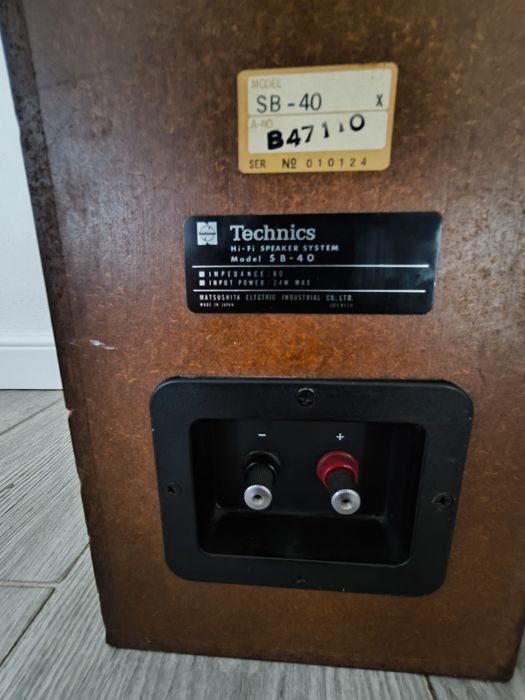 MODEL
SB-40 X
A-NO.
B47110
SER. Nº 010124
Technics
Hi-Fi SPEAKER SYSTEM
Model SB-40
IMPEDANCE: 8Ω
INPUT POWER: 24W MAX
MATSUSHITA ELECTRIC INDUSTRIAL CO., LTD.
MADE IN JAPAN
- +